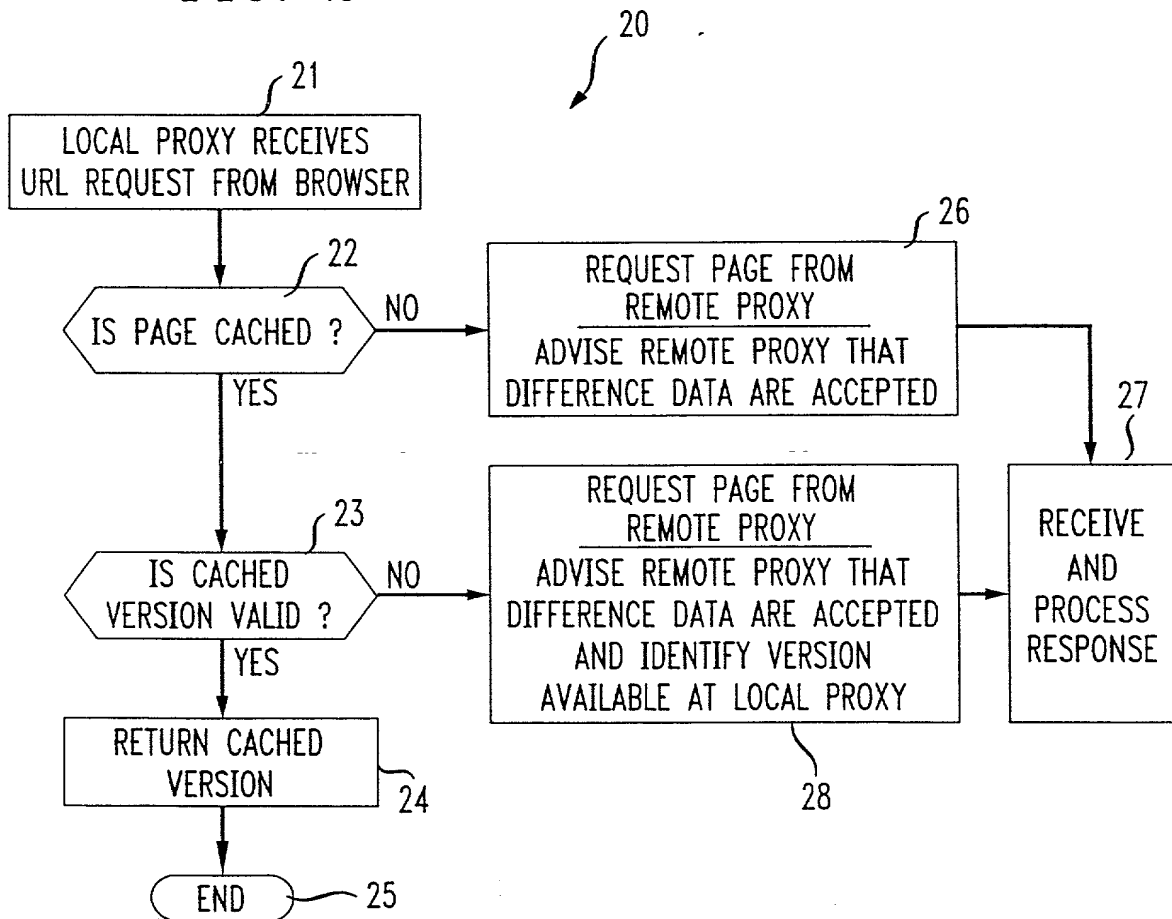 20
21
LOCAL PROXY RECEIVES
URL REQUEST FROM BROWSER
22
IS PAGE CACHED ?
NO
YES
26
REQUEST PAGE FROM
REMOTE PROXY
ADVISE REMOTE PROXY THAT
DIFFERENCE DATA ARE ACCEPTED
27
RECEIVE
AND
PROCESS
RESPONSE
23
IS CACHED
VERSION VALID ?
NO
YES
REQUEST PAGE FROM
REMOTE PROXY
ADVISE REMOTE PROXY THAT
DIFFERENCE DATA ARE ACCEPTED
AND IDENTIFY VERSION
AVAILABLE AT LOCAL PROXY
28
RETURN CACHED
VERSION
24
END
25